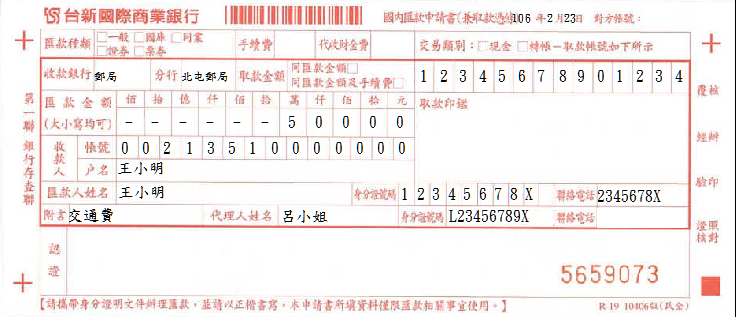 台新國際商業銀行 國內匯款申請書(兼取款憑條) 106 年 2 月 23 日 對方帳號:
匯款種類 □一般 □國庫 □同業 □證券 □票券 手續費 代收財金費 交易類別:□現金 □轉帳-取款帳號如下所示
收款銀行 郵局 分行 北屯郵局 取款金額 同匯款金額□ 同匯款金額及手續費□ 1 2 3 4 5 6 7 8 9 0 1 2 3 4
匯款金額 佰 拾 億 仟 佰 拾 萬 仟 佰 拾 元 取款印鑑
(大小寫均可) - - - - - - 5 0 0 0 0
收款人 帳號 0 0 2 1 3 5 1 0 0 0 0 0 0 0
戶名 王小明
匯款人姓名 王小明 身分證號碼 1 2 3 4 5 6 7 8 X 聯絡電話 2345678X
附言 交通費 代理人姓名 呂小姐 身分證號碼 L23456789X 聯絡電話
認證
5659073
【請攜帶身分證明文件辦理匯款,並請以正楷書寫,本申請書所填資料僅限匯款相關事宜使用。】 R-19 10406版(民企)
第一聯 銀行存查聯
覆核
經辦
驗印
證照核對